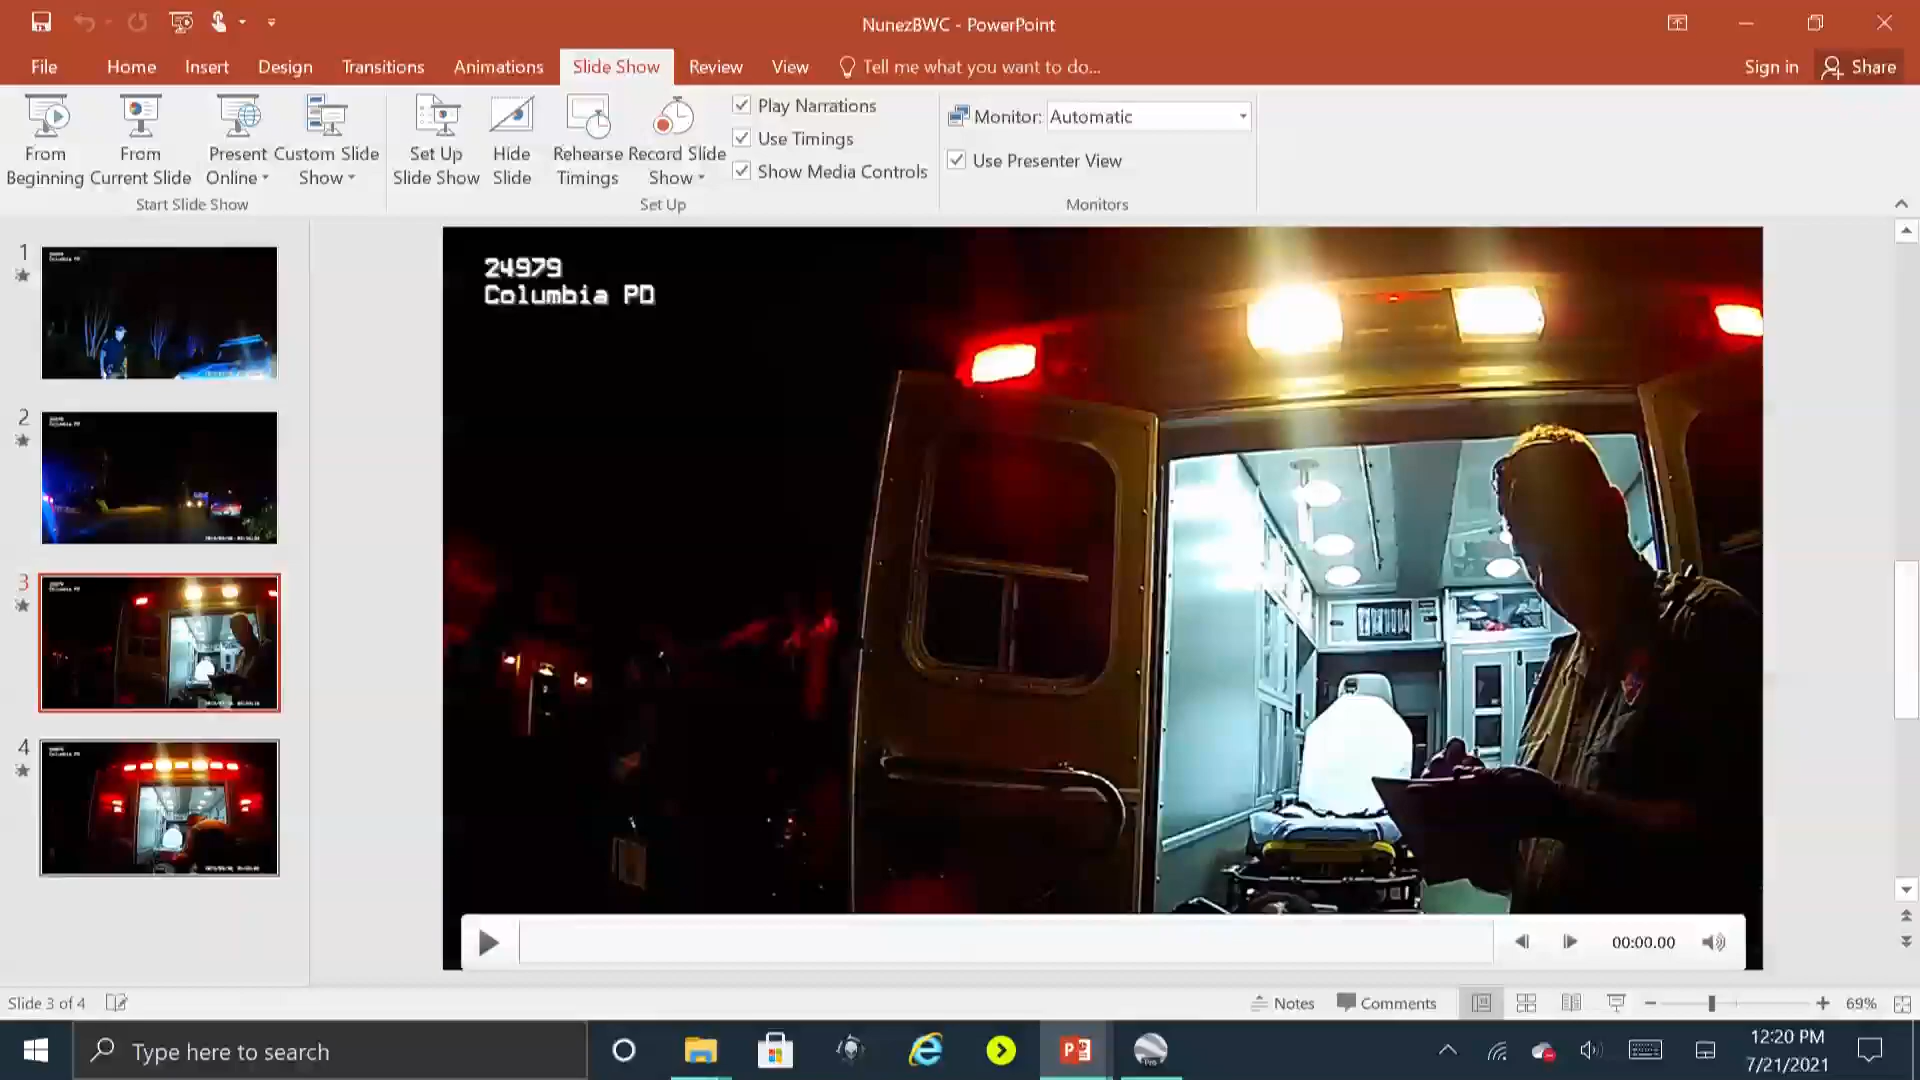 NunezBWC - PowerPoint
File Home Insert Design Transitions Animations Slide Show Review View Tell me what you want to do... Sign in Share
From Beginning
From Current Slide
Present Online
Custom Slide Show
Start Slide Show
Set Up Slide Show
Hide Slide
Rehearse Timings
Record Slide Show
Play Narrations
Use Timings
Show Media Controls
Set Up
Monitor: Automatic
Use Presenter View
Monitors
1
2
3
4
24979
Columbia PD
00:00.00
Slide 3 of 4
Notes Comments 69%
Type here to search
12:20 PM
7/21/2021